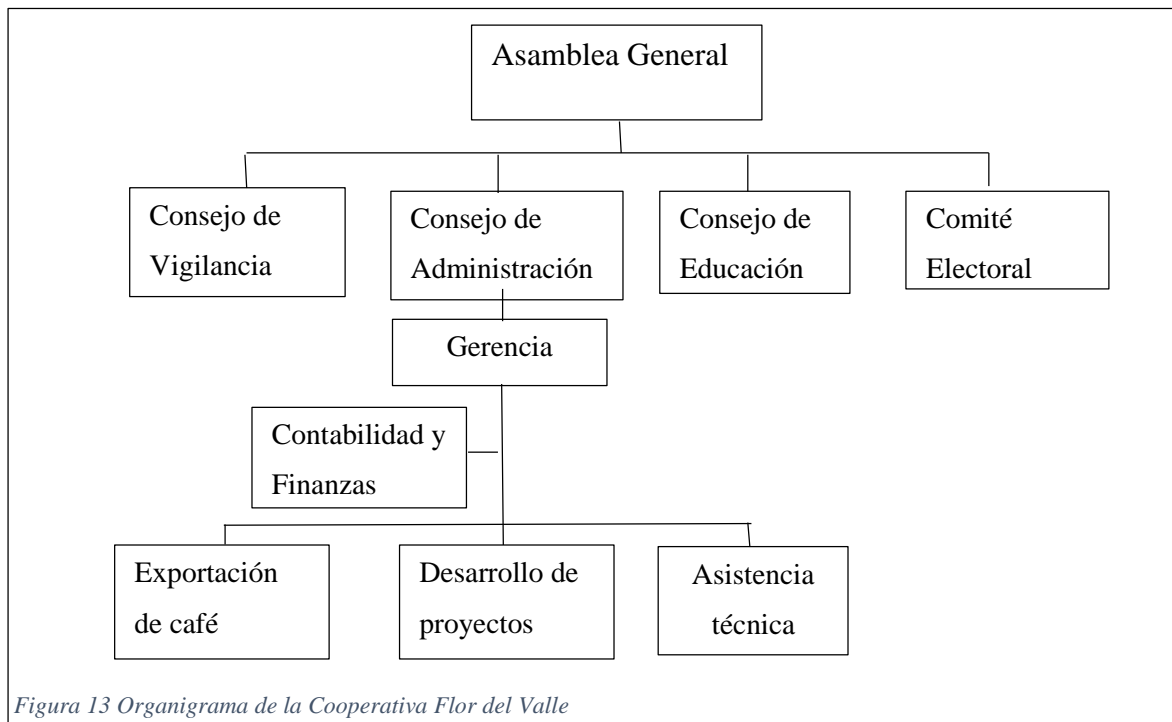 Asamblea General
Consejo de
Vigilancia
Consejo de
Administración
Consejo de
Educación
Comité
Electoral
Gerencia
Contabilidad y
Finanzas
Exportación
de café
Desarrollo de
proyectos
Asistencia
técnica
Figura 13 Organigrama de la Cooperativa Flor del Valle